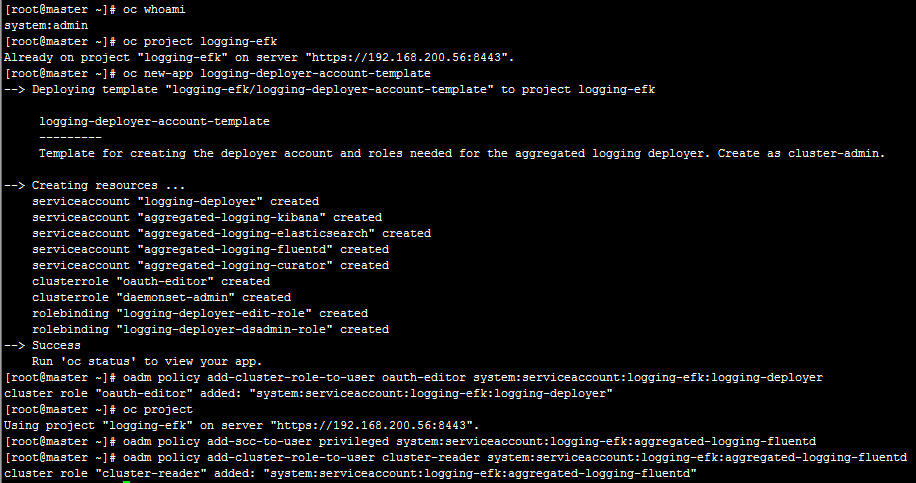 [root@master ~]# oc whoami
system:admin
[root@master ~]# oc project logging-efk
Already on project "logging-efk" on server "https://192.168.200.56:8443".
[root@master ~]# oc new-app logging-deployer-account-template
--> Deploying template "logging-efk/logging-deployer-account-template" to project logging-efk
logging-deployer-account-template
---------
Template for creating the deployer account and roles needed for the aggregated logging deployer. Create as cluster-admin.
--> Creating resources ...
serviceaccount "logging-deployer" created
serviceaccount "aggregated-logging-kibana" created
serviceaccount "aggregated-logging-elasticsearch" created
serviceaccount "aggregated-logging-fluentd" created
serviceaccount "aggregated-logging-curator" created
clusterrole "oauth-editor" created
clusterrole "daemonset-admin" created
rolebinding "logging-deployer-edit-role" created
rolebinding "logging-deployer-dsadmin-role" created
--> Success
Run 'oc status' to view your app.
[root@master ~]# oadm policy add-cluster-role-to-user oauth-editor system:serviceaccount:logging-efk:logging-deployer
cluster role "oauth-editor" added: "system:serviceaccount:logging-efk:logging-deployer"
[root@master ~]# oc project
Using project "logging-efk" on server "https://192.168.200.56:8443".
[root@master ~]# oadm policy add-scc-to-user privileged system:serviceaccount:logging-efk:aggregated-logging-fluentd
[root@master ~]# oadm policy add-cluster-role-to-user cluster-reader system:serviceaccount:logging-efk:aggregated-logging-fluentd
cluster role "cluster-reader" added: "system:serviceaccount:logging-efk:aggregated-logging-fluentd"